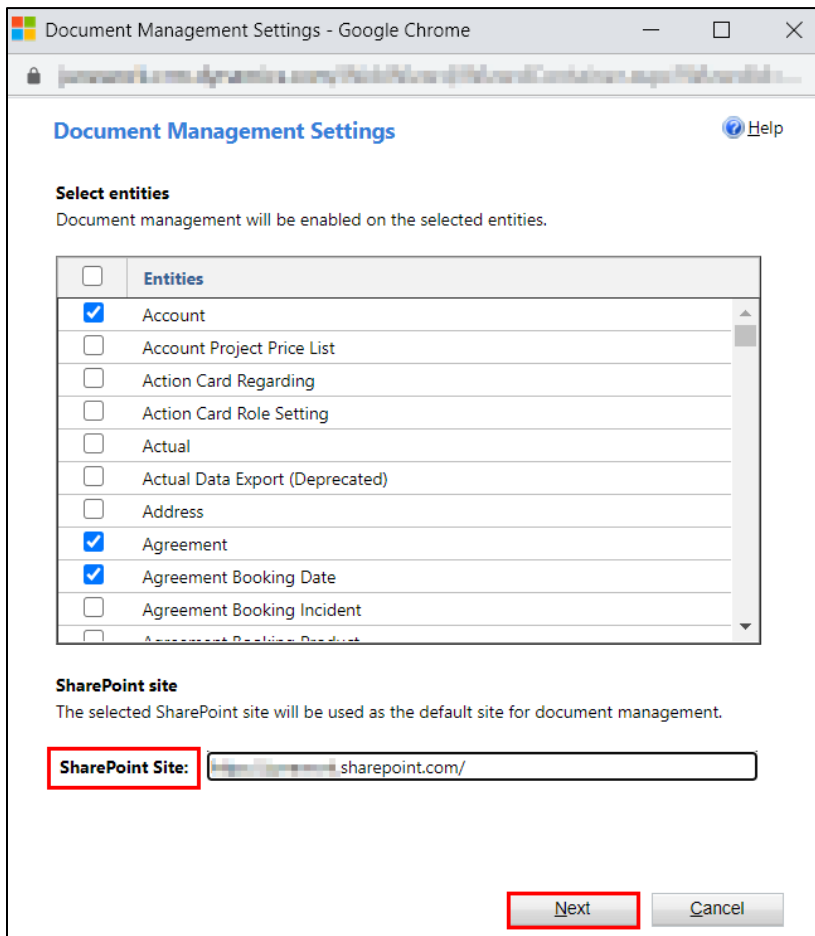 Document Management Settings - Google Chrome
Document Management Settings
Help
Select entities
Document management will be enabled on the selected entities.
Entities
Account
Account Project Price List
Action Card Regarding
Action Card Role Setting
Actual
Actual Data Export (Deprecated)
Address
Agreement
Agreement Booking Date
Agreement Booking Incident
Agreement Booking Product
SharePoint site
The selected SharePoint site will be used as the default site for document management.
SharePoint Site: .sharepoint.com/
Next Cancel